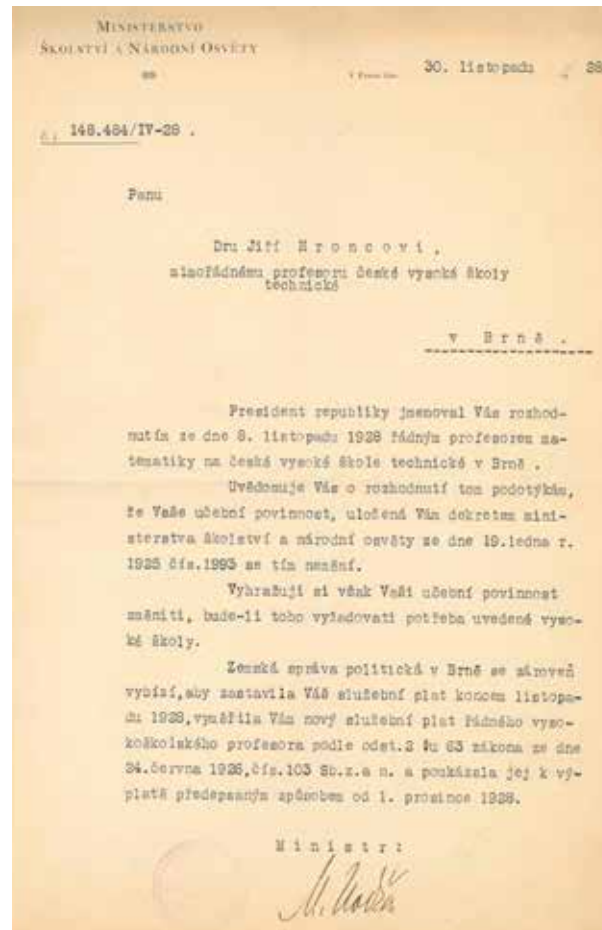 MINISTERSTVO
ŠKOLSTVÍ A NÁRODNÍ OSVĚTY
30. listopadu 28
148.484/IV-28 .
Panu
Dru Jiří H r o n c o v i ,
mimořádnému profesoru české vysoké školy
technické
v B r n ě .
President republiky jmenoval Vás rozhod-
nutím ze dne 8. listopadu 1928 řádným profesorem ma-
tematiky na české vysoké škole technické v Brně .
Uvědomuje Vás o rozhodnutí tom podotýkám,
že Vaše učební povinnost, uložená Vám dekretem mini-
sterstva školství a národní osvěty ze dne 19.ledna r.
1925 čís.1993 se tím nemění.
Vyhražuji si však Vaši učební povinnost
změniti, bude-li toho vyžadovati potřeba uvedené vyso-
ké školy.
Zemská správa politická v Brně se zároveň
vybízí,aby zastavila Váš služební plat koncem listopa-
du 1928,vyměřila Vám nový služební plat řádného vyso-
koškolského profesora podle odst.2 §u 63 zákona ze dne
24.června 1926,čís.103 Sb.z.a n. a poukázala jej k vý-
platě předepsaným způsobem od 1. prosince 1928.
M i n i s t r :